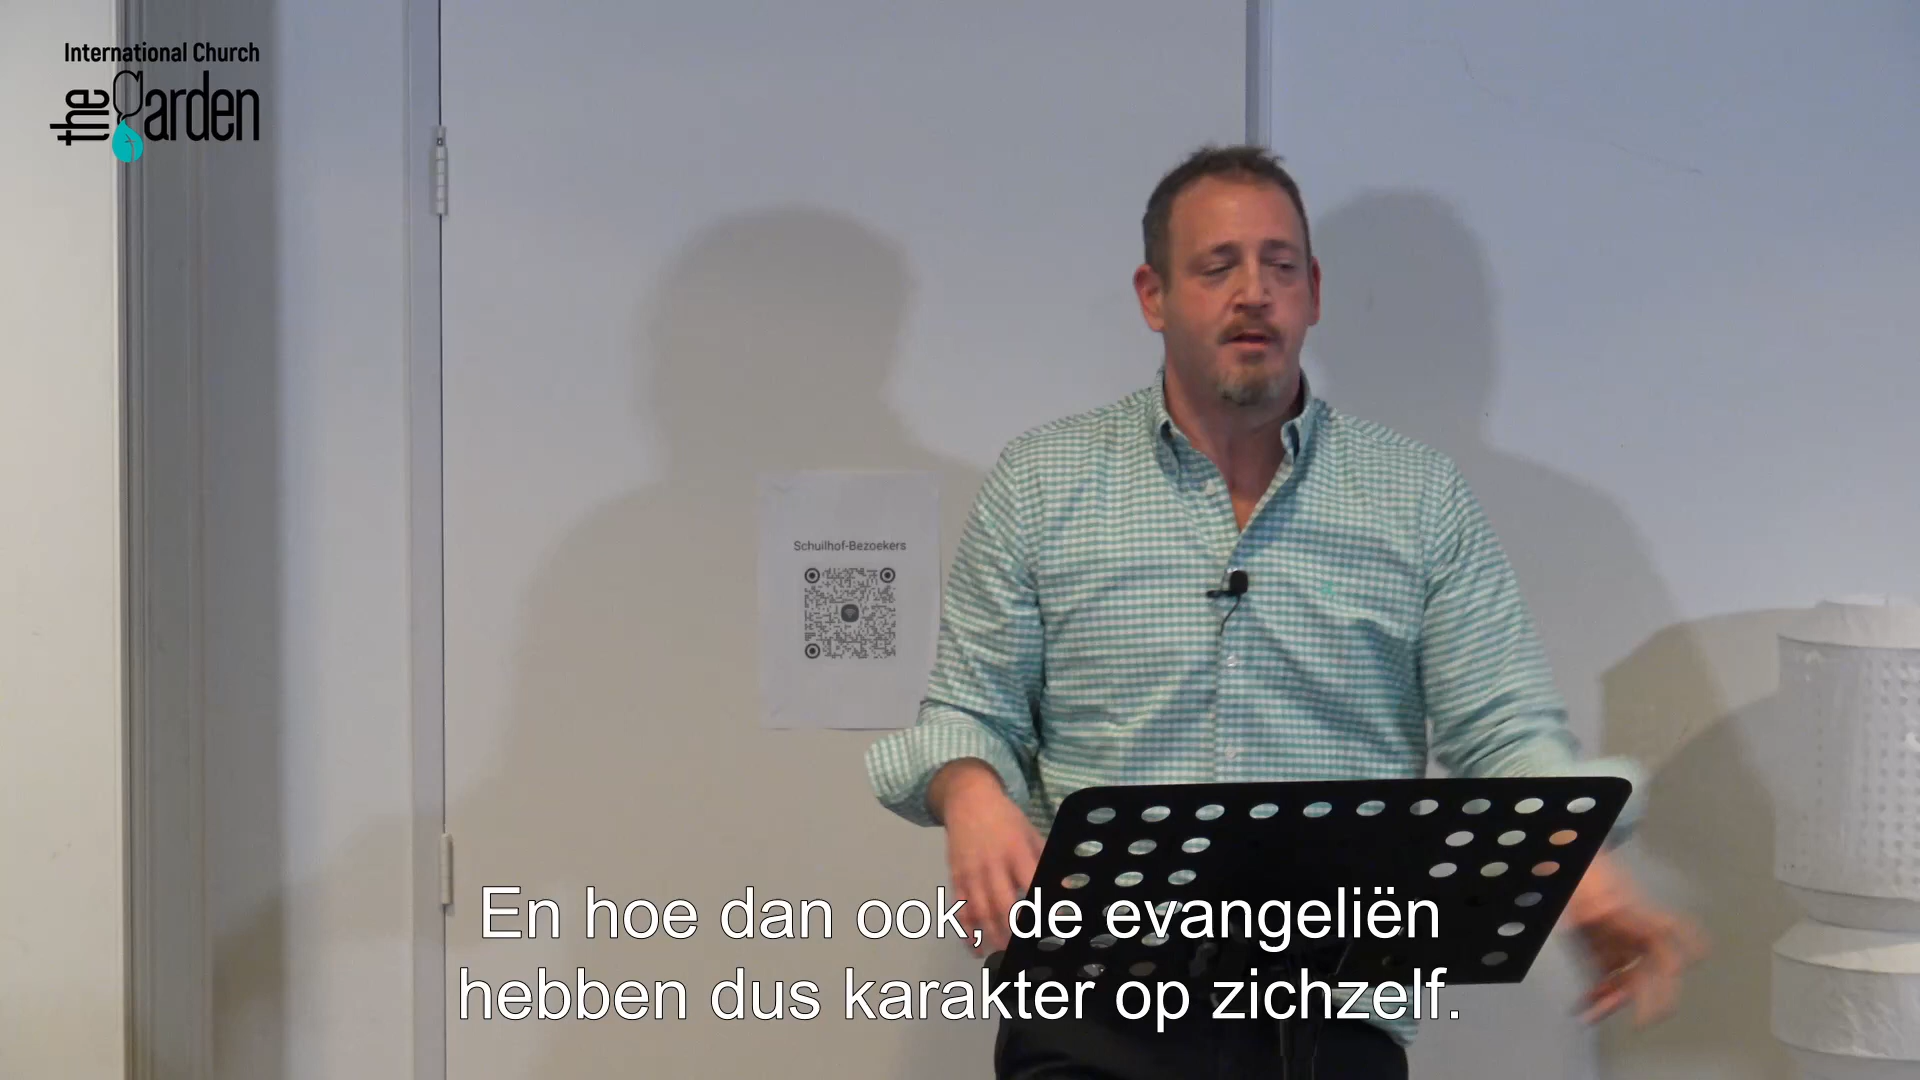 International Church
the Garden
Schuilhof-Bezoekers
En hoe dan ook, de evangeliën
hebben dus karakter op zichzelf.